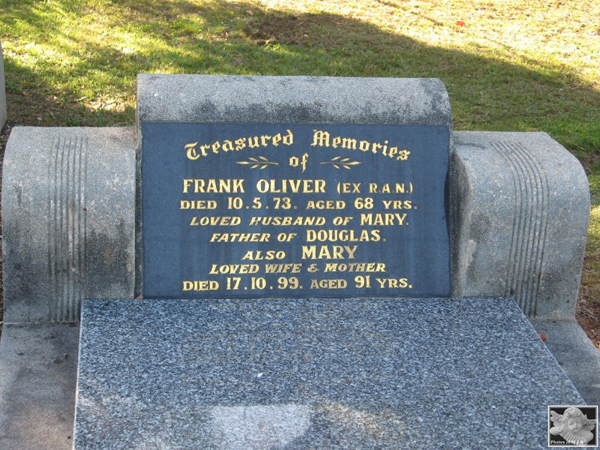 Treasured Memories
of
FRANK OLIVER (EX R.A.N.)
DIED 10.5.73. AGED 68 YRS.
LOVED HUSBAND OF MARY.
FATHER OF DOUGLAS.
ALSO MARY
LOVED WIFE & MOTHER
DIED 17.10.99. AGED 91 YRS.